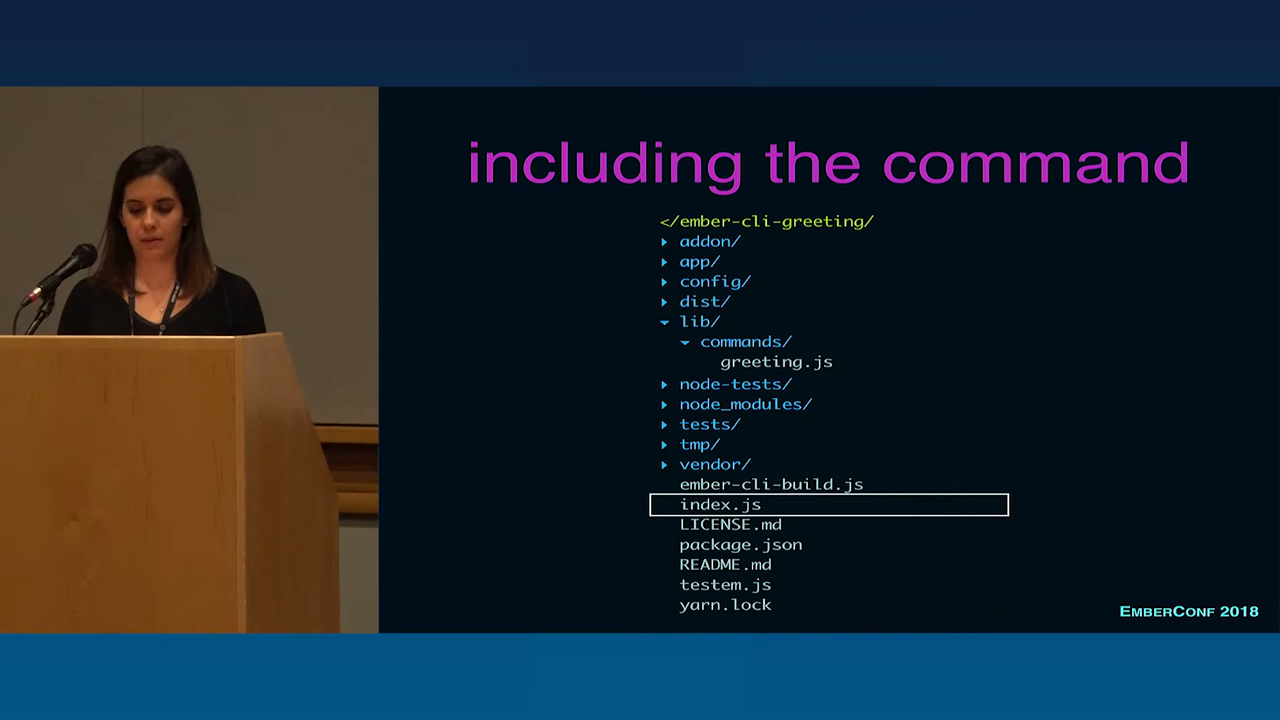 including the command
</ember-cli-greeting/
addon/
app/
config/
dist/
lib/
commands/
greeting.js
node-tests/
node_modules/
tests/
tmp/
vendor/
ember-cli-build.js
index.js
LICENSE.md
package.json
README.md
testem.js
yarn.lock
EMBERCONF 2018